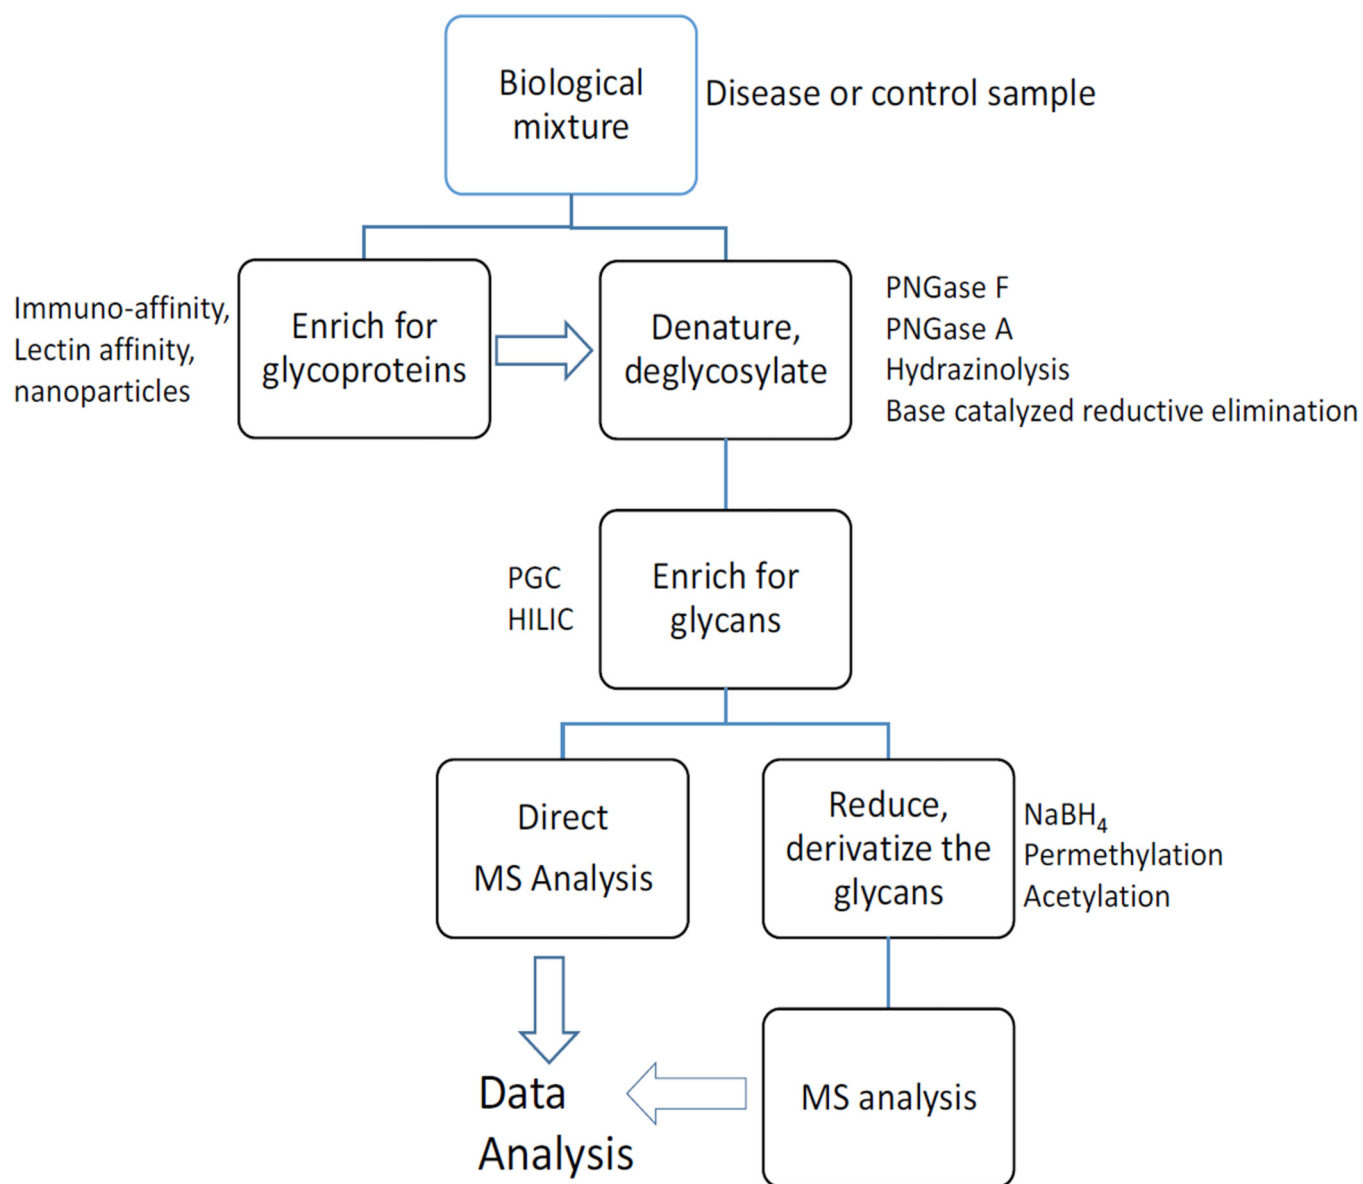 Biological
mixture
Disease or control sample
Immuno-affinity,
Lectin affinity,
nanoparticles
Enrich for
glycoproteins
Denature,
deglycosylate
PNGase F
PNGase A
Hydrazinolysis
Base catalyzed reductive elimination
PGC
HILIC
Enrich for
glycans
Direct
MS Analysis
Reduce,
derivatize the
glycans
NaBH₄
Permethylation
Acetylation
Data
Analysis
MS analysis